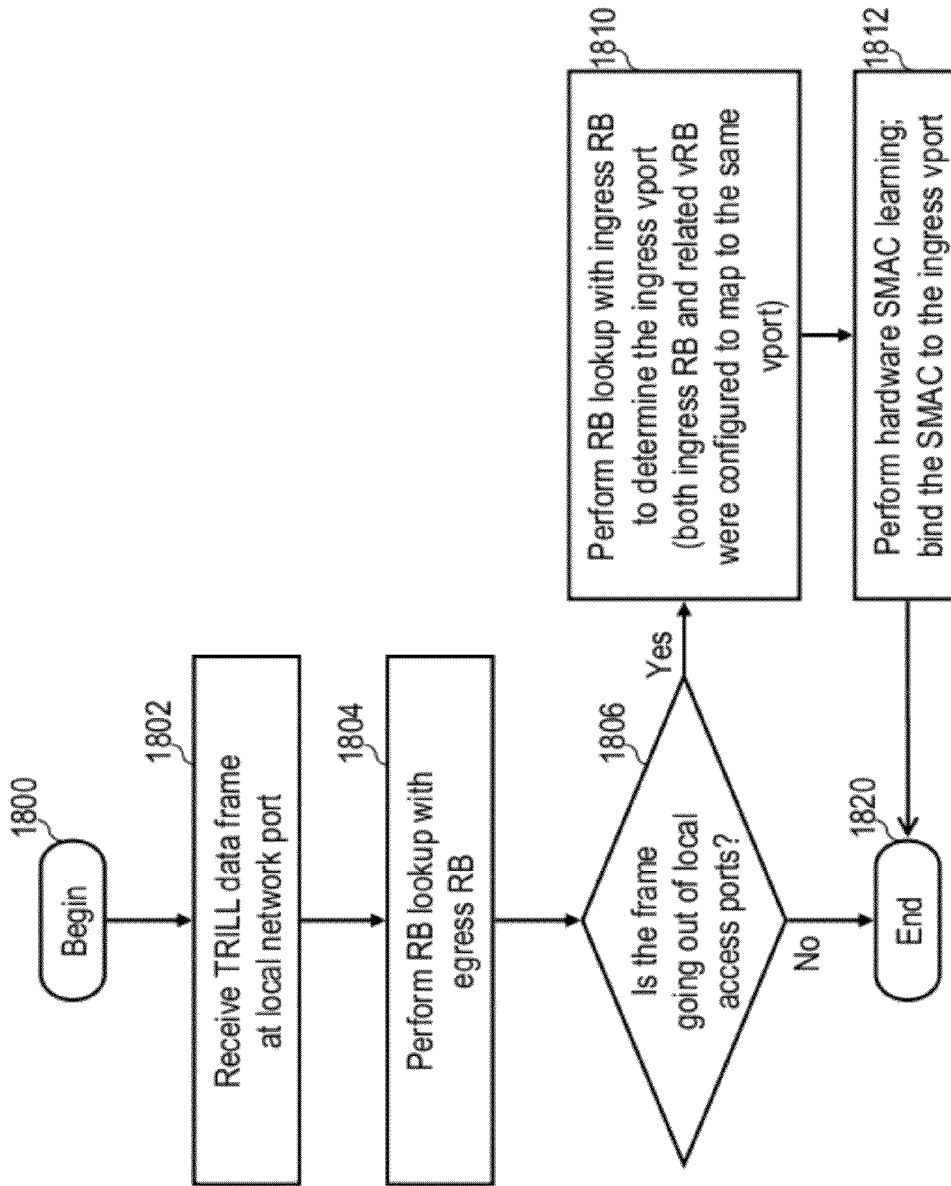 1800
Begin
1802
Receive TRILL data frame
at local network port
1804
Perform RB lookup with
egress RB
1806
Is the frame
going out of local
access ports?
Yes
No
1810
Perform RB lookup with ingress RB
to determine the ingress vport
(both ingress RB and related vRB
were configured to map to the same
vport)
1812
Perform hardware SMAC learning;
bind the SMAC to the ingress vport
1820
End